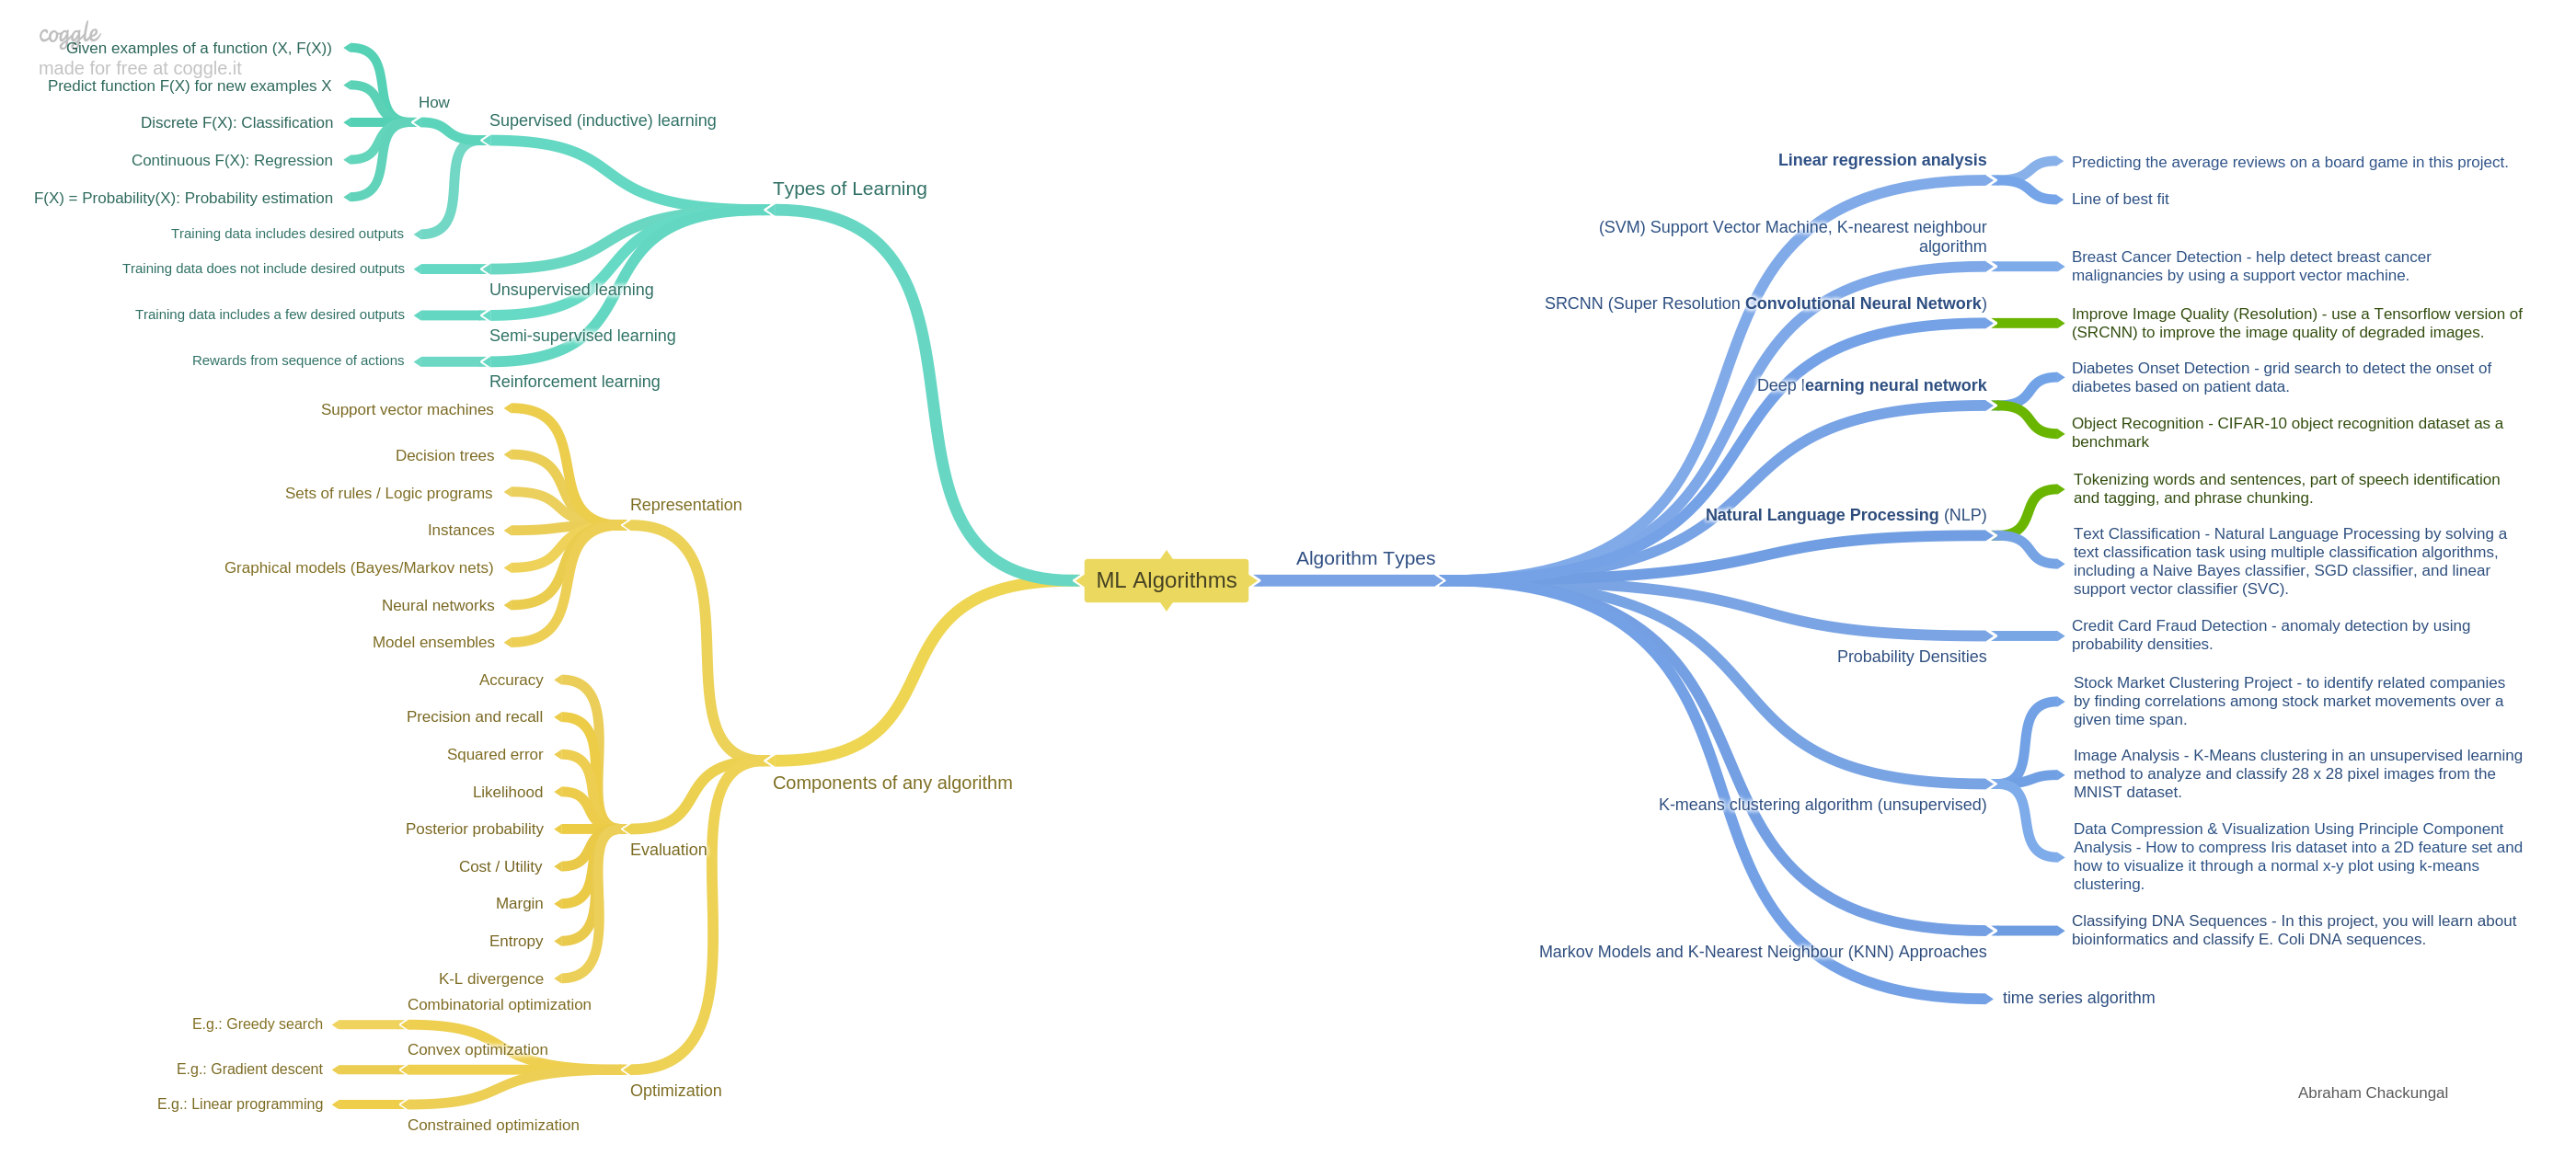 coggle
made for free at coggle.it
Given examples of a function (X, F(X))
Predict function F(X) for new examples X
Discrete F(X): Classification
Continuous F(X): Regression
F(X) = Probability(X): Probability estimation
How
Training data includes desired outputs
Supervised (inductive) learning
Training data does not include desired outputs
Unsupervised learning
Training data includes a few desired outputs
Semi-supervised learning
Rewards from sequence of actions
Reinforcement learning
Types of Learning
Support vector machines
Decision trees
Sets of rules / Logic programs
Instances
Graphical models (Bayes/Markov nets)
Neural networks
Model ensembles
Representation
Accuracy
Precision and recall
Squared error
Likelihood
Posterior probability
Cost / Utility
Margin
Entropy
K-L divergence
Evaluation
Combinatorial optimization
E.g.: Greedy search
Convex optimization
E.g.: Gradient descent
E.g.: Linear programming
Constrained optimization
Optimization
Components of any algorithm
ML Algorithms
Algorithm Types
Linear regression analysis
Predicting the average reviews on a board game in this project.
Line of best fit
(SVM) Support Vector Machine, K-nearest neighbour
algorithm
Breast Cancer Detection - help detect breast cancer
malignancies by using a support vector machine.
SRCNN (Super Resolution Convolutional Neural Network)
Improve Image Quality (Resolution) - use a Tensorflow version of
(SRCNN) to improve the image quality of degraded images.
Deep learning neural network
Diabetes Onset Detection - grid search to detect the onset of
diabetes based on patient data.
Object Recognition - CIFAR-10 object recognition dataset as a
benchmark
Natural Language Processing (NLP)
Tokenizing words and sentences, part of speech identification
and tagging, and phrase chunking.
Text Classification - Natural Language Processing by solving a
text classification task using multiple classification algorithms,
including a Naive Bayes classifier, SGD classifier, and linear
support vector classifier (SVC).
Probability Densities
Credit Card Fraud Detection - anomaly detection by using
probability densities.
K-means clustering algorithm (unsupervised)
Stock Market Clustering Project - to identify related companies
by finding correlations among stock market movements over a
given time span.
Image Analysis - K-Means clustering in an unsupervised learning
method to analyze and classify 28 x 28 pixel images from the
MNIST dataset.
Data Compression & Visualization Using Principle Component
Analysis - How to compress Iris dataset into a 2D feature set and
how to visualize it through a normal x-y plot using k-means
clustering.
Markov Models and K-Nearest Neighbour (KNN) Approaches
Classifying DNA Sequences - In this project, you will learn about
bioinformatics and classify E. Coli DNA sequences.
time series algorithm
Abraham Chackungal